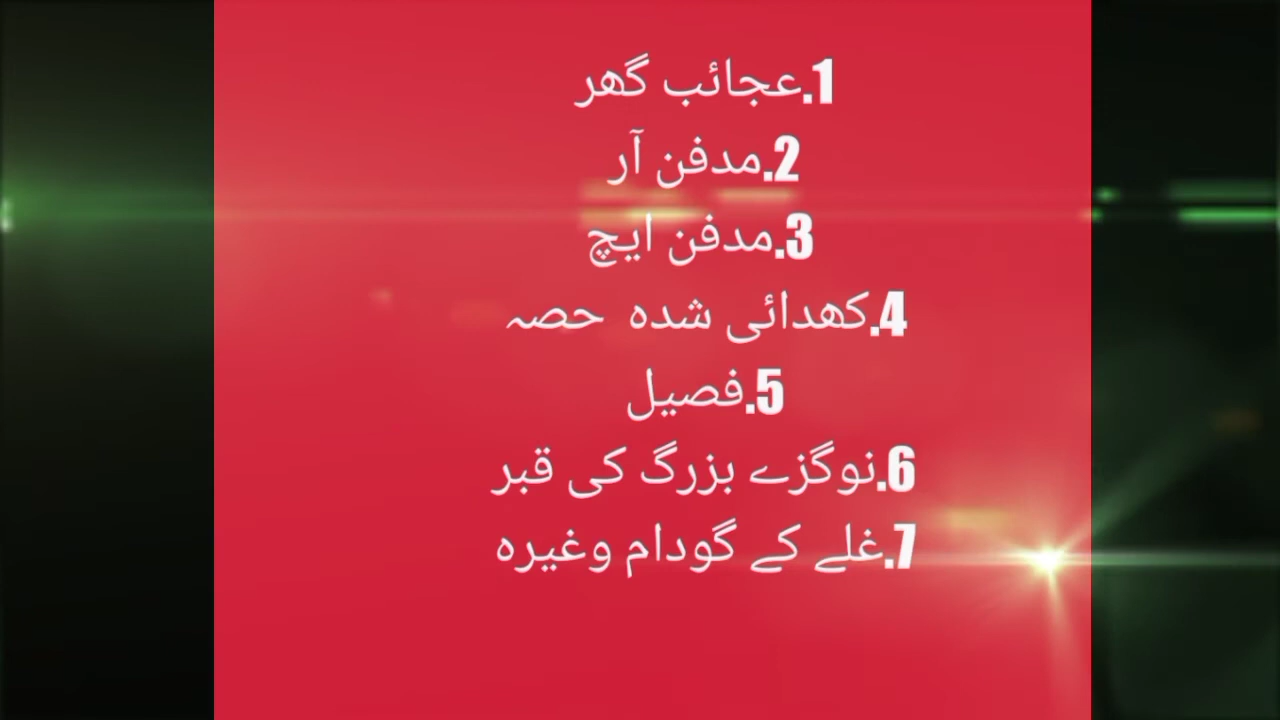 1.عجائب گھر
2.مدفن آر
3.مدفن ایچ
4.کھدائی شدہ حصہ
5.فصیل
6.نوگزے بزرگ کی قبر
7.غلے کے گودام وغیرہ